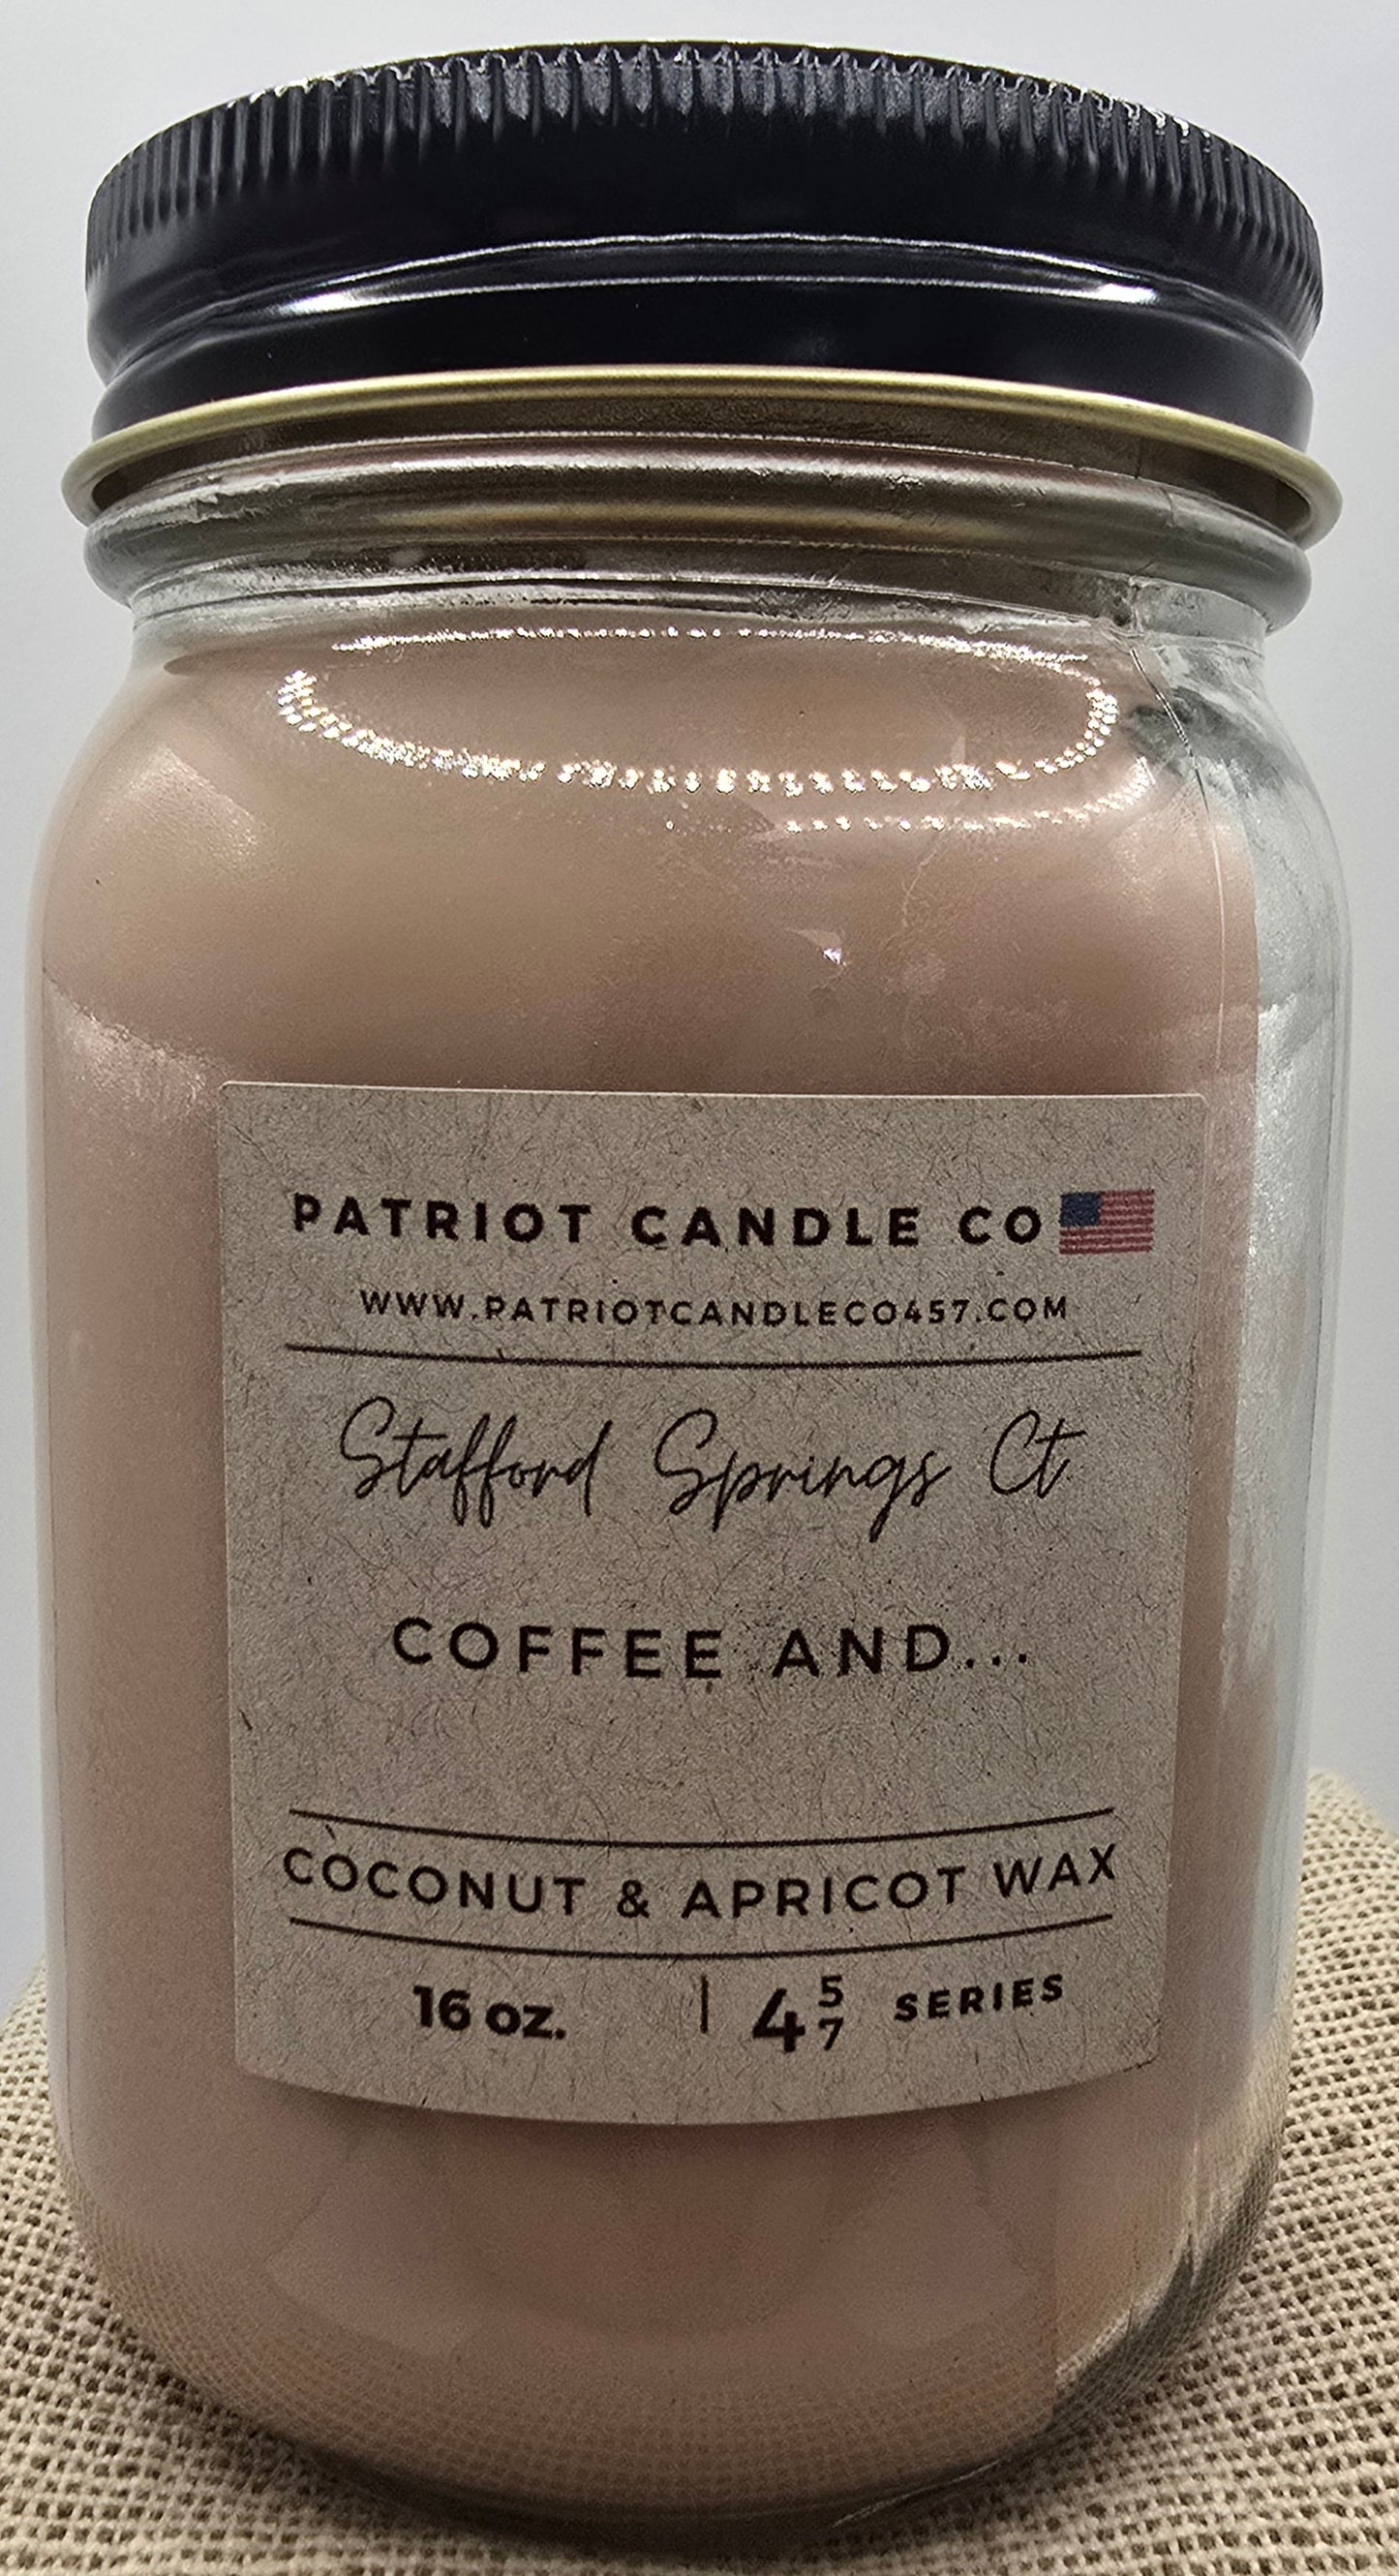 PATRIOT CANDLE CO
WWW.PATRIOTCANDLECO457.COM
Stafford Springs Ct
COFFEE AND...
COCONUT & APRICOT WAX
16 oz. | 4 5/7 SERIES